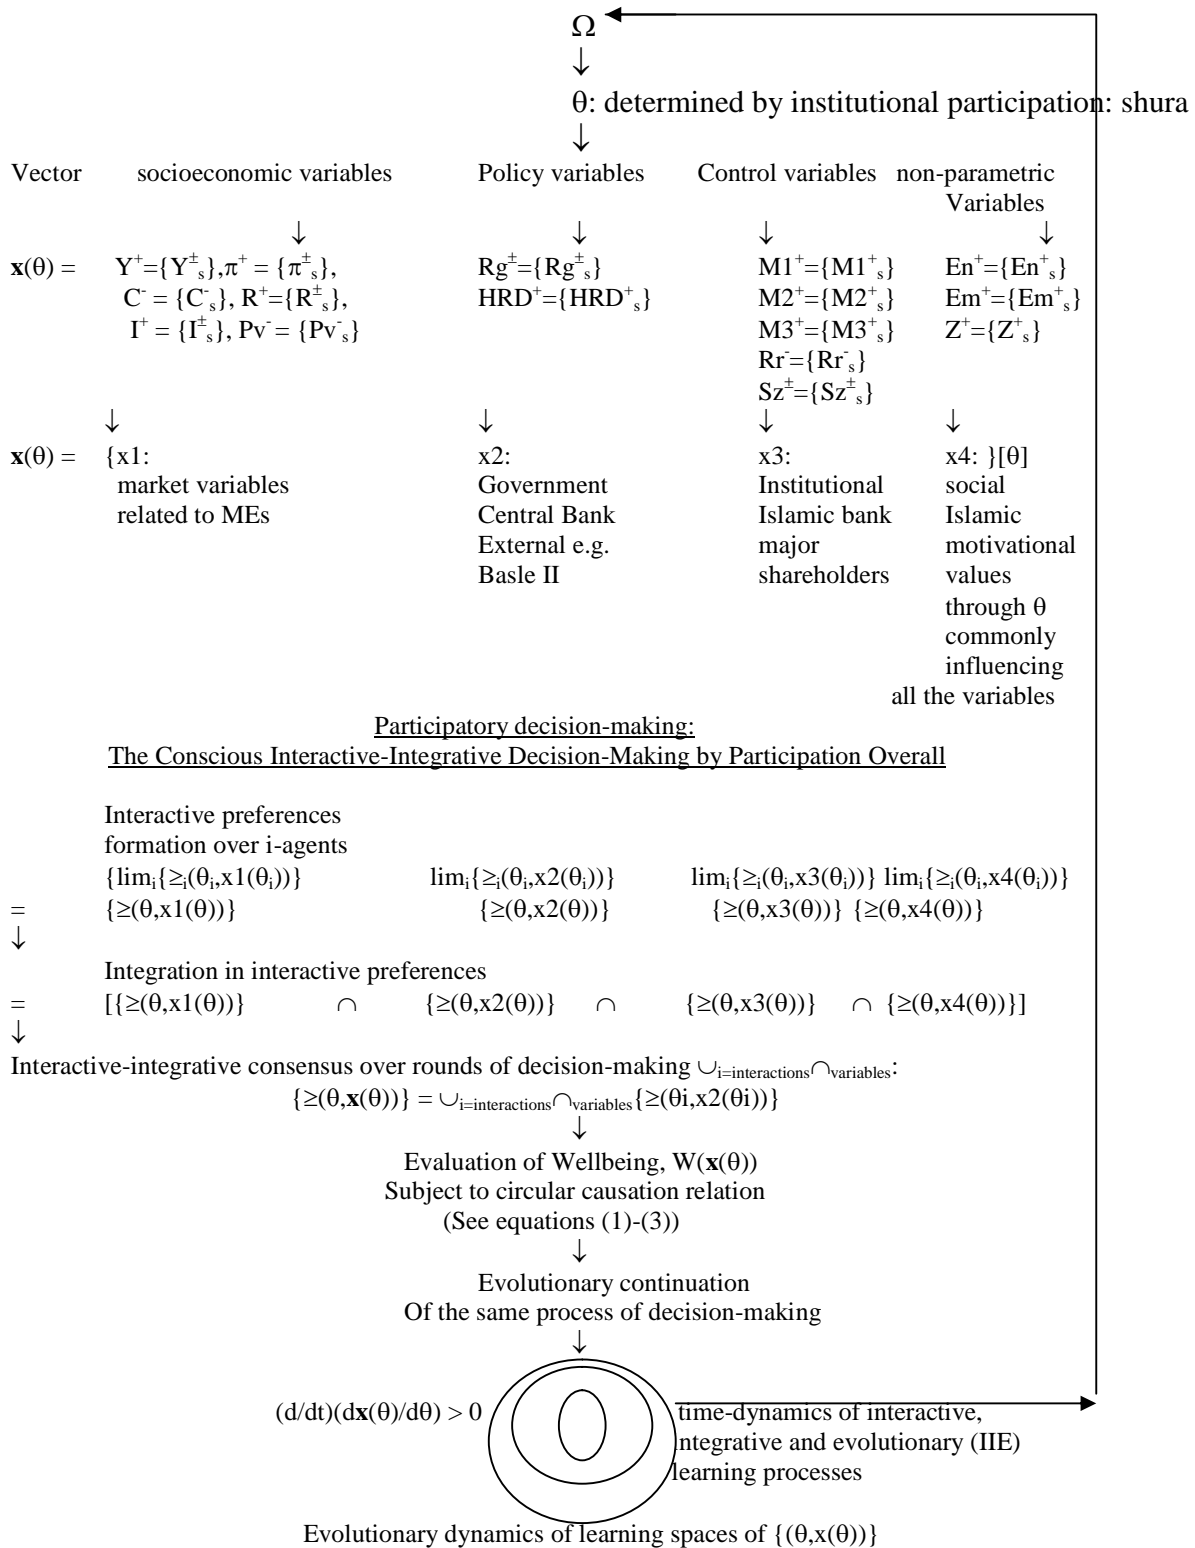 Ω
↓
θ: determined by institutional participation: shura
↓
Vector socioeconomic variables Policy variables Control variables non-parametric
Variables
↓ ↓ ↓ ↓
x(θ) = Y⁺={Y±ₛ},π⁺ = {π±ₛ}, Rg±={Rg±ₛ} M1⁺={M1⁺ₛ} En⁺={En⁺ₛ}
C⁻ = {C⁻ₛ}, R⁺={R±ₛ}, HRD⁺={HRD⁺ₛ} M2⁺={M2⁺ₛ} Em⁺={Em⁺ₛ}
I⁺ = {I±ₛ}, Pv⁻ = {Pv⁻ₛ} M3⁺={M3⁺ₛ} Z⁺={Z⁺ₛ}
Rr⁻={Rr⁻ₛ}
Sz±={Sz±ₛ}
↓ ↓ ↓ ↓
x(θ) = {x1: x2: x3: x4: }[θ]
market variables Government Institutional social
related to MEs Central Bank Islamic bank Islamic
External e.g. major motivational
Basle II shareholders values
through θ
commonly
influencing
all the variables
Participatory decision-making:
The Conscious Interactive-Integrative Decision-Making by Participation Overall
Interactive preferences
formation over i-agents
{limᵢ{≥ᵢ(θᵢ,x1(θᵢ))} limᵢ{≥ᵢ(θᵢ,x2(θᵢ))} limᵢ{≥ᵢ(θᵢ,x3(θᵢ))} limᵢ{≥ᵢ(θᵢ,x4(θᵢ))}
= {≥(θ,x1(θ))} {≥(θ,x2(θ))} {≥(θ,x3(θ))} {≥(θ,x4(θ))}
↓
Integration in interactive preferences
= [{≥(θ,x1(θ))} ∩ {≥(θ,x2(θ))} ∩ {≥(θ,x3(θ))} ∩ {≥(θ,x4(θ))}]
↓
Interactive-integrative consensus over rounds of decision-making ∪i=interactions∩variables:
{≥(θ,x(θ))} = ∪i=interactions∩variables{≥(θi,x2(θi))}
↓
Evaluation of Wellbeing, W(x(θ))
Subject to circular causation relation
(See equations (1)-(3))
↓
Evolutionary continuation
Of the same process of decision-making
↓
(d/dt)(dx(θ)/dθ) > 0 time-dynamics of interactive,
integrative and evolutionary (IIE)
learning processes
Evolutionary dynamics of learning spaces of {(θ,x(θ))}